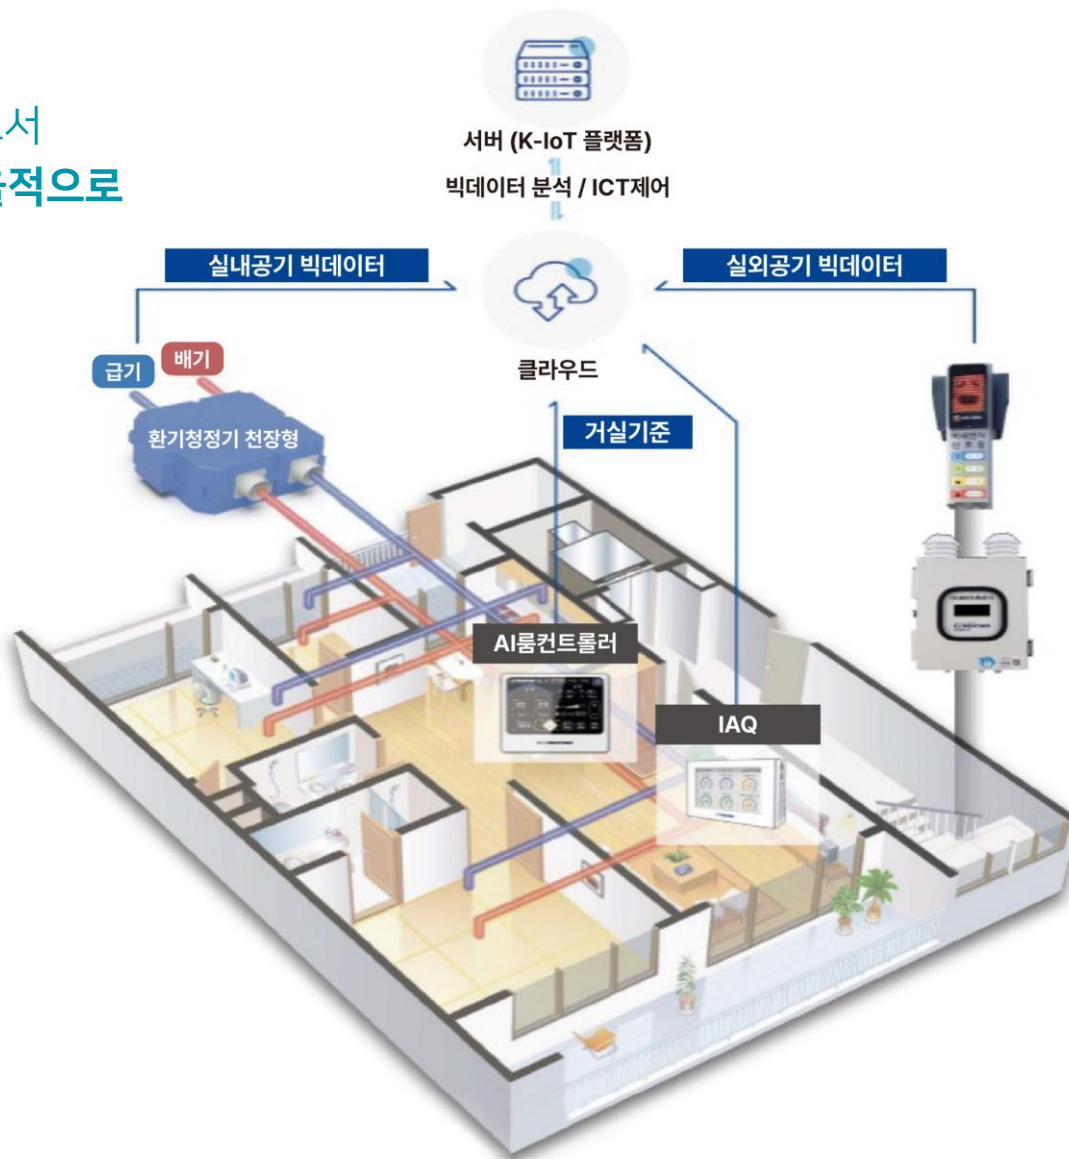 서
적으로
서버 (K-IoT 플랫폼)
빅데이터 분석 / ICT제어
실내공기 빅데이터
실외공기 빅데이터
클라우드
급기
배기
환기청정기 천장형
거실기준
AI룸컨트롤러
IAQ